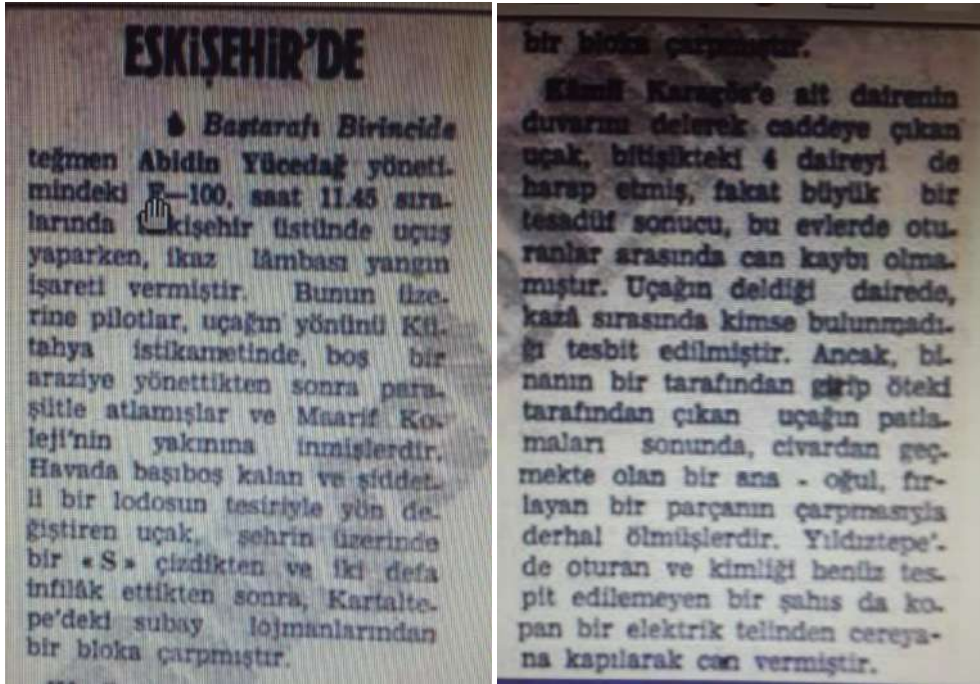 ESKİŞEHİR'DE
Baştarafı Birincide
teğmen Abidin Yücedağ yöneti-
mindeki F—100, saat 11.45 sıra-
larında Eskişehir üstünde uçuş
yaparken, ikaz lâmbası yangın
işareti vermiştir. Bunun üze-
rine pilotlar, uçağın yönünü Kü-
tahya istikametinde, boş bir
araziye yönettikten sonra para-
şütle atlamışlar ve Maarif Ko-
leji'nin yakınına inmişlerdir.
Havada başıboş kalan ve şiddet-
li bir lodosun tesiriyle yön de-
ğiştiren uçak, şehrin üzerinde
bir «S» çizdikten ve iki defa
infilâk ettikten sonra, Kartalte-
pe'deki subay lojmanlarından
bir bloka çarpmıştır.
bir bloka çarpmıştır.
Karagöz'e ait dairenin
duvarını delerek caddeye çıkan
uçak, bitişikteki 4 daireyi de
harap etmiş, fakat büyük bir
tesadüf sonucu, bu evlerde otu-
ranlar arasında can kaybı olma-
mıştır. Uçağın deldiği dairede,
kazâ sırasında kimse bulunmadı-
ğı tesbit edilmiştir. Ancak, bi-
nanın bir tarafından girip öteki
tarafından çıkan uçağın patla-
maları sonunda, civardan geç-
mekte olan bir ana - oğul, fır-
layan bir parçanın çarpmasıyla
derhal ölmüşlerdir. Yıldıztepe'-
de oturan ve kimliği henüz tes-
pit edilemeyen bir şahıs da ko-
pan bir elektrik telinden cereya-
na kapılarak can vermiştir.